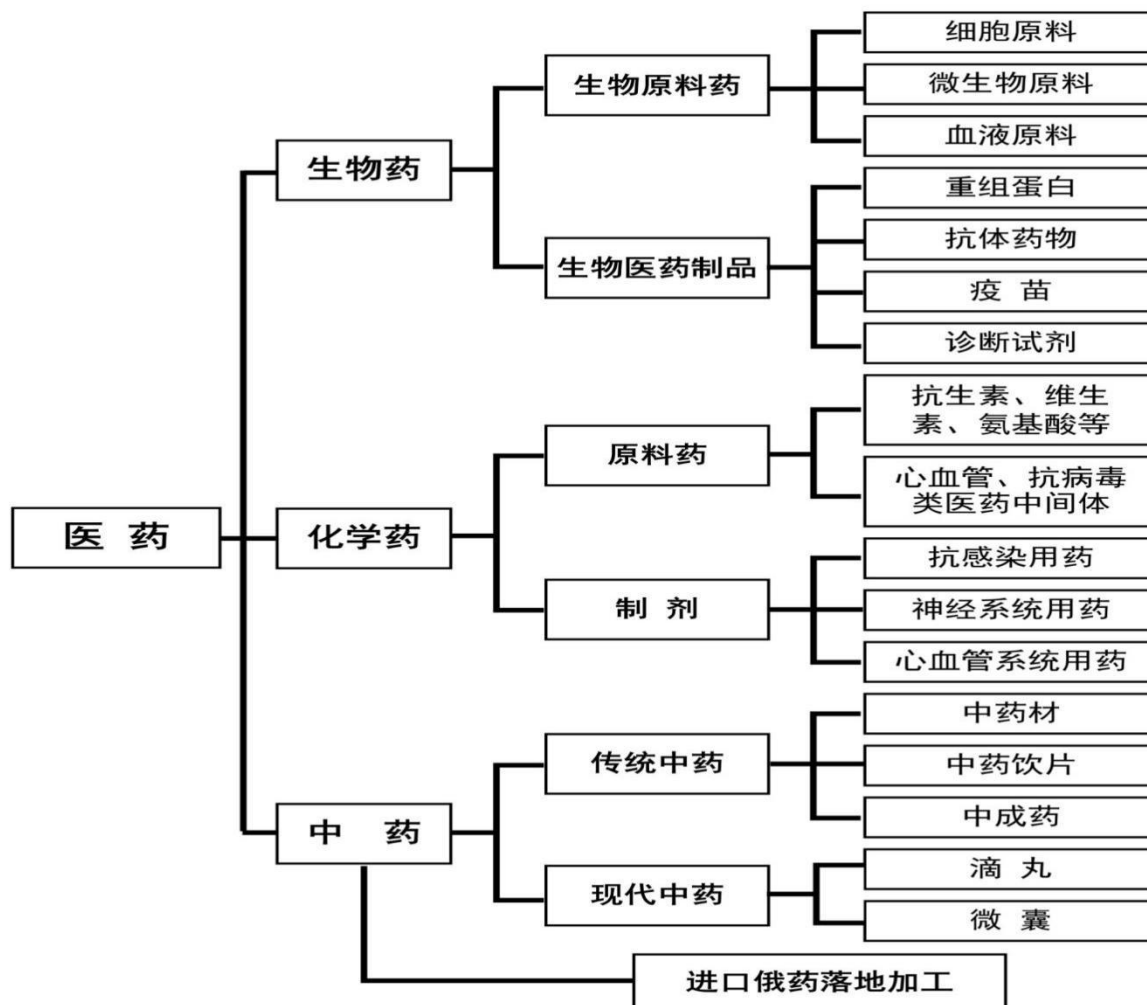 细胞原料
生物原料药
微生物原料
血液原料
生物药
重组蛋白
抗体药物
生物医药制品
疫 苗
诊断试剂
抗生素、维生
素、氨基酸等
原料药
心血管、抗病毒
类医药中间体
医 药
化学药
抗感染用药
制 剂
神经系统用药
心血管系统用药
中药材
传统中药
中药饮片
中成药
中 药
滴 丸
现代中药
微 囊
进口俄药落地加工